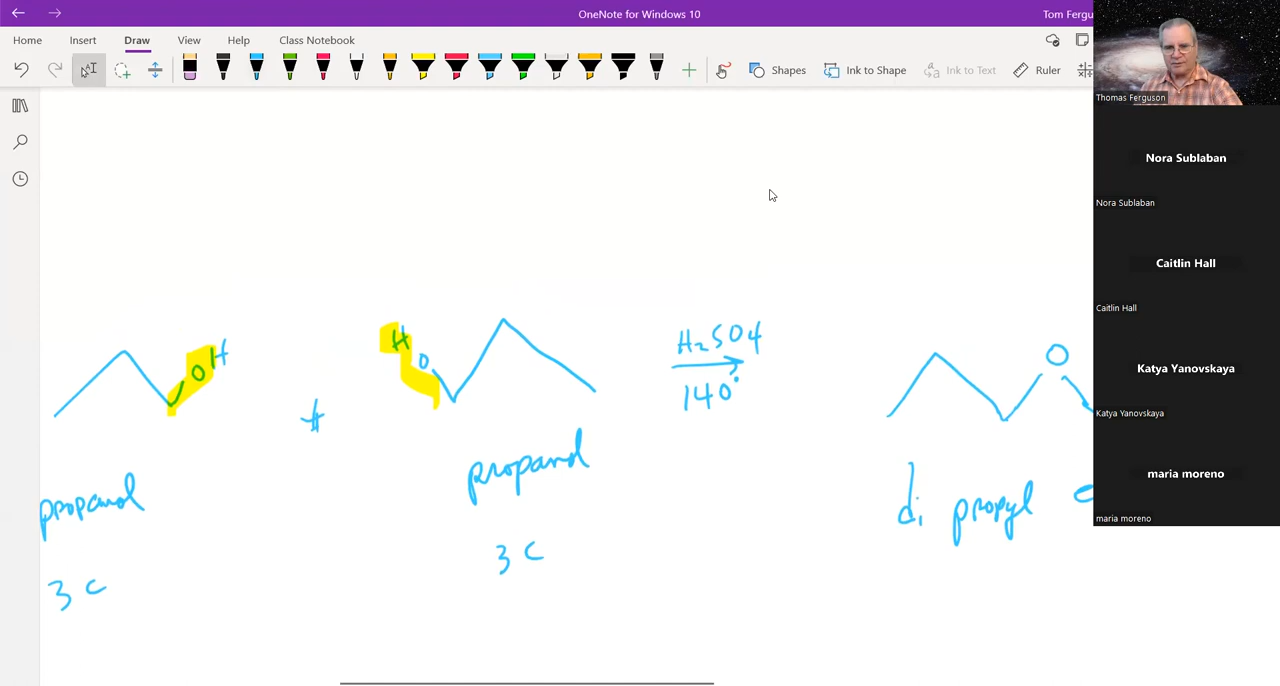 OneNote for Windows 10
Tom Fergu
Home Insert Draw View Help Class Notebook
Shapes Ink to Shape Ink to Text Ruler
Thomas Ferguson
Nora Sublaban
Nora Sublaban
Caitlin Hall
Caitlin Hall
Katya Yanovskaya
Katya Yanovskaya
maria moreno
maria moreno
OH + HO H2SO4 O
140°
propanol propanol di propyl e
3 C 3 C